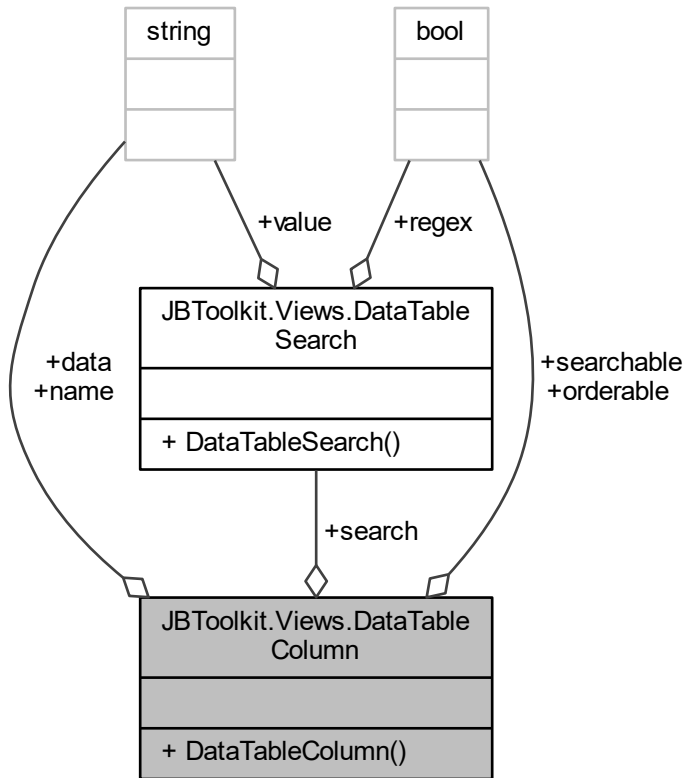 string
bool
+value
+regex
JBToolkit.Views.DataTable
Search
+data
+name
+searchable
+orderable
+ DataTableSearch()
+search
JBToolkit.Views.DataTable
Column
+ DataTableColumn()